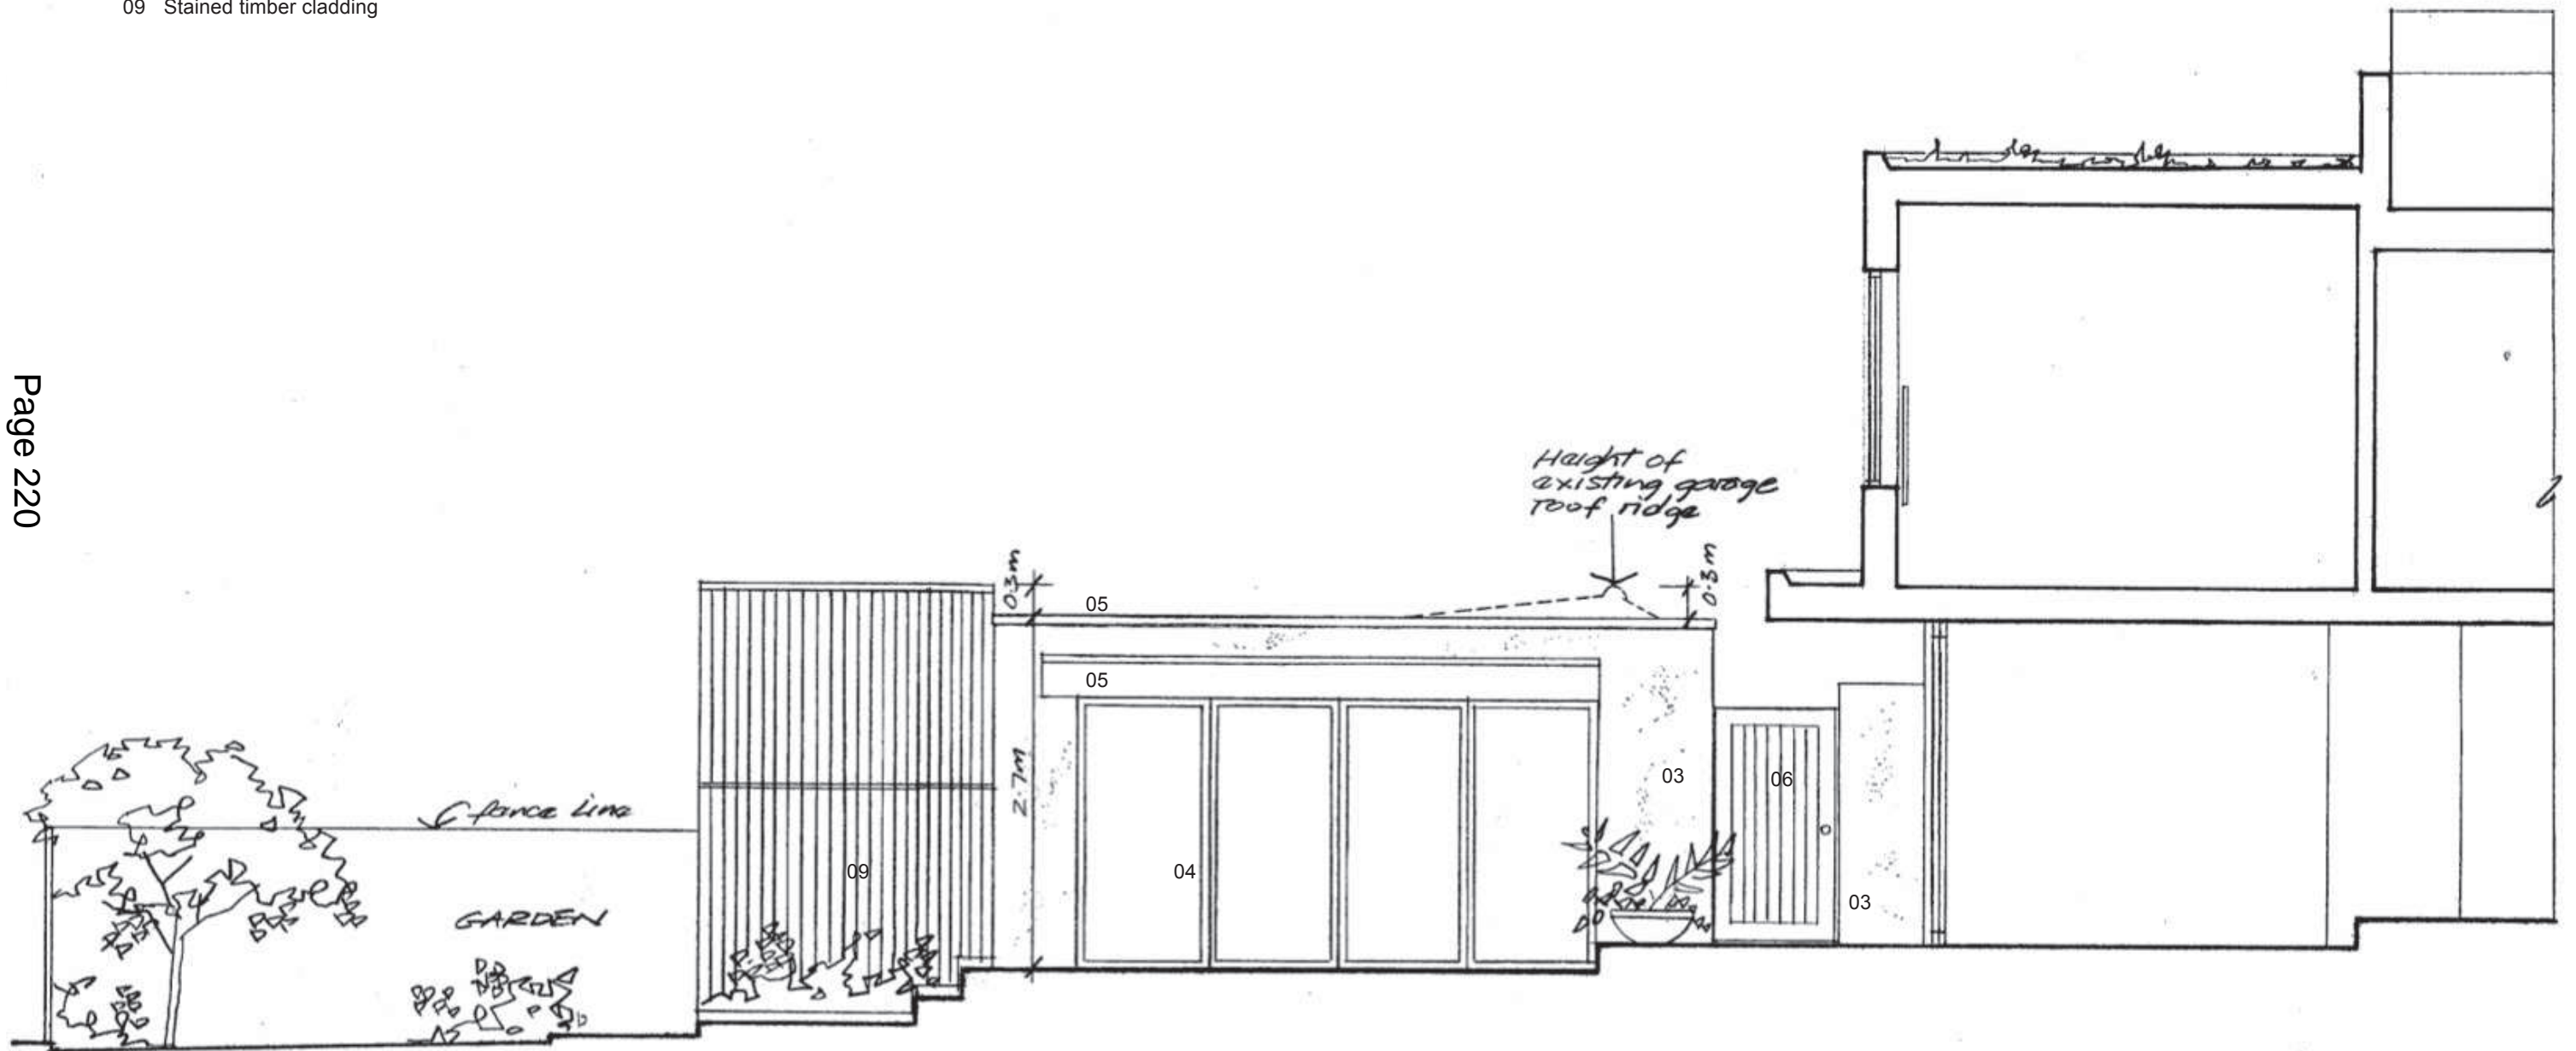 09 Stained timber cladding
Page 220
Height of
existing garage
roof ridge
0.3m
0.3m
05
05
2.7m
03
06
fence line
09
04
03
GARDEN